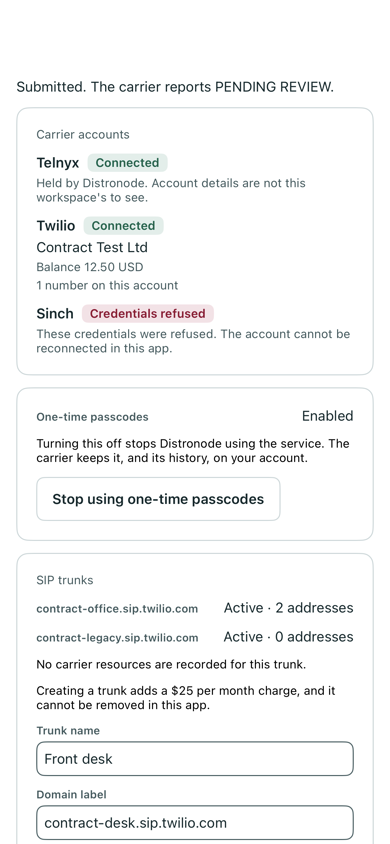 Submitted. The carrier reports PENDING REVIEW.
Carrier accounts
Telnyx Connected
Held by Distronode. Account details are not this
workspace's to see.
Twilio Connected
Contract Test Ltd
Balance 12.50 USD
1 number on this account
Sinch Credentials refused
These credentials were refused. The account cannot be
reconnected in this app.
One-time passcodes Enabled
Turning this off stops Distronode using the service. The
carrier keeps it, and its history, on your account.
Stop using one-time passcodes
SIP trunks
contract-office.sip.twilio.com Active · 2 addresses
contract-legacy.sip.twilio.com Active · 0 addresses
No carrier resources are recorded for this trunk.
Creating a trunk adds a $25 per month charge, and it
cannot be removed in this app.
Trunk name
Front desk
Domain label
contract-desk.sip.twilio.com